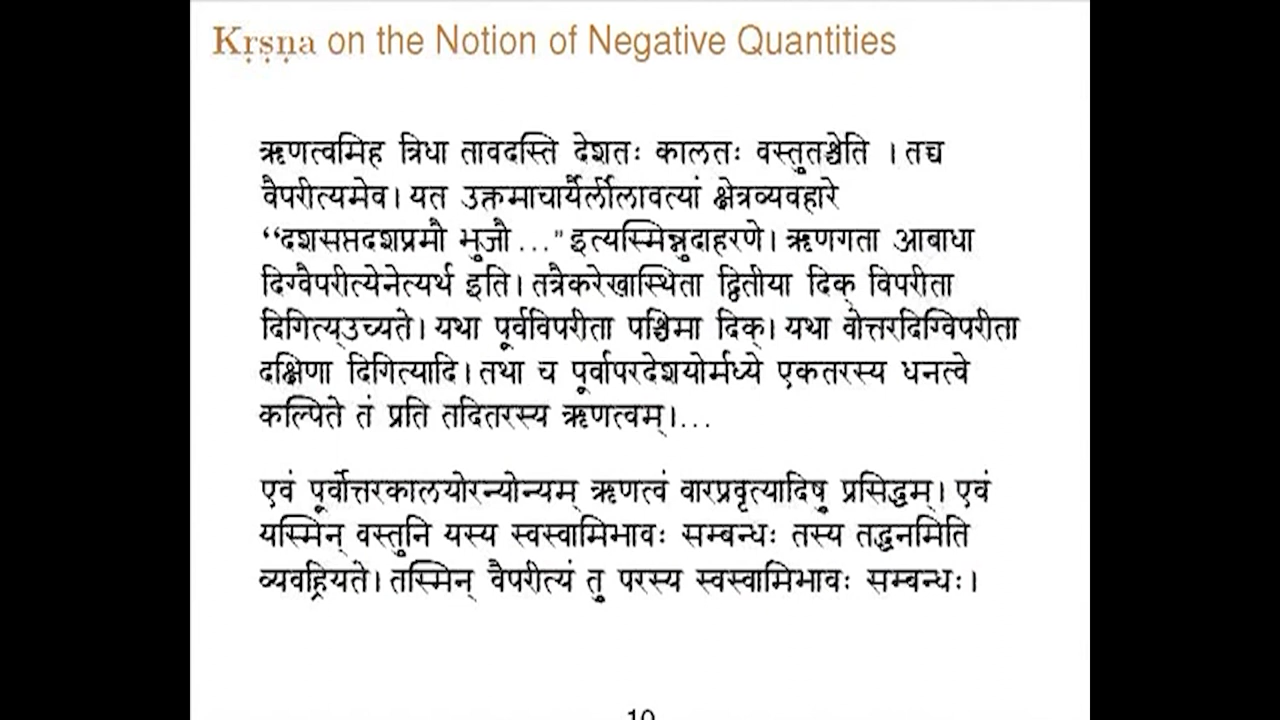 Kṛṣṇa on the Notion of Negative Quantities
ऋणत्वमिह त्रिधा तावदस्ति देशतः कालतः वस्तुतश्चेति । तच्च
वैपरीत्यमेव। यत उक्तमाचार्यैर्लीलावत्यां क्षेत्रव्यवहारे
“दशसप्तदशप्रमौ भुजौ ..." इत्यस्मिन्नुदाहरणे। ऋणगता आबाधा
दिग्वैपरीत्येनेत्यर्थ इति। तत्रैकरेखास्थिता द्वितीया दिक् विपरीता
दिगित्य्उच्यते। यथा पूर्वविपरीता पश्चिमा दिक्। यथा वोत्तरदिग्विपरीता
दक्षिणा दिगित्यादि। तथा च पूर्वापरदेशयोर्मध्ये एकतरस्य धनत्वे
कल्पिते तं प्रति तदितरस्य ऋणत्वम्।...
एवं पूर्वोत्तरकालयोरन्योन्यम् ऋणत्वं वारप्रवृत्यादिषु प्रसिद्धम्। एवं
यस्मिन् वस्तुनि यस्य स्वस्वामिभावः सम्बन्धः तस्य तद्धनमिति
व्यवह्रियते। तस्मिन् वैपरीत्यं तु परस्य स्वस्वामिभावः सम्बन्धः।
10